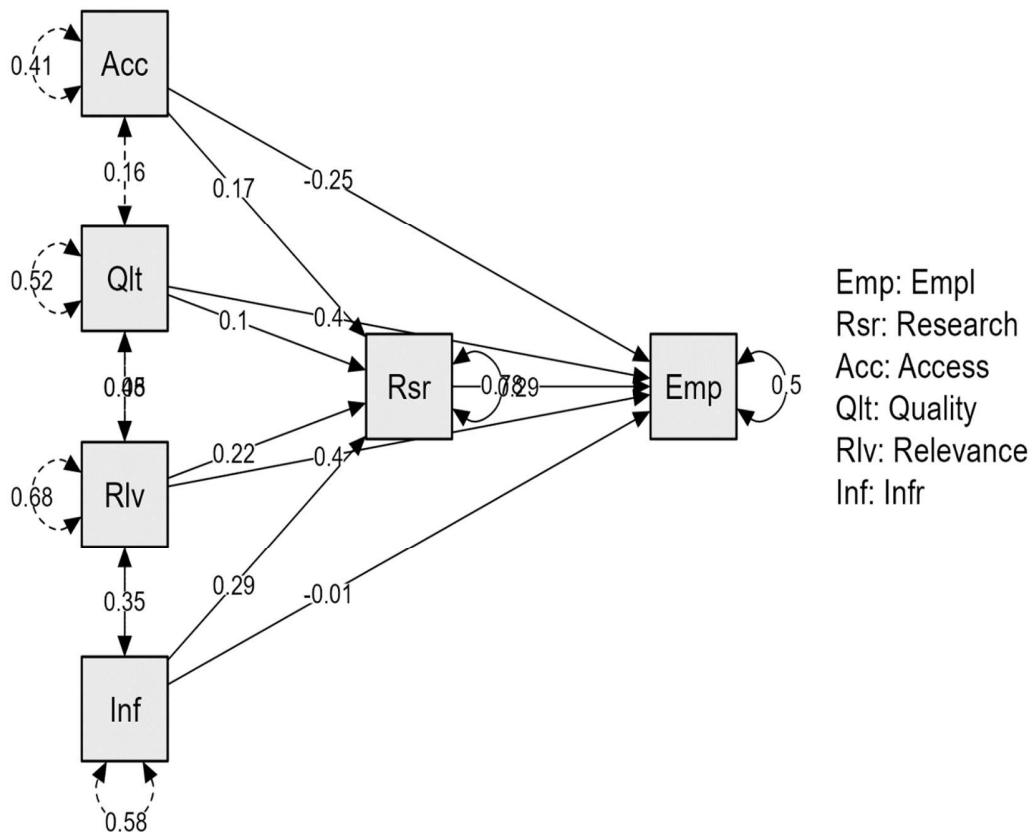 Acc
0.41
0.16
-0.25
0.17
Qlt
0.52
0.4
0.1
Rsr
Emp
0.5
Rlv
0.68
0.22
0.4
0.29
-0.01
0.35
Inf
0.58
Emp: Empl
Rsr: Research
Acc: Access
Qlt: Quality
Rlv: Relevance
Inf: Infr